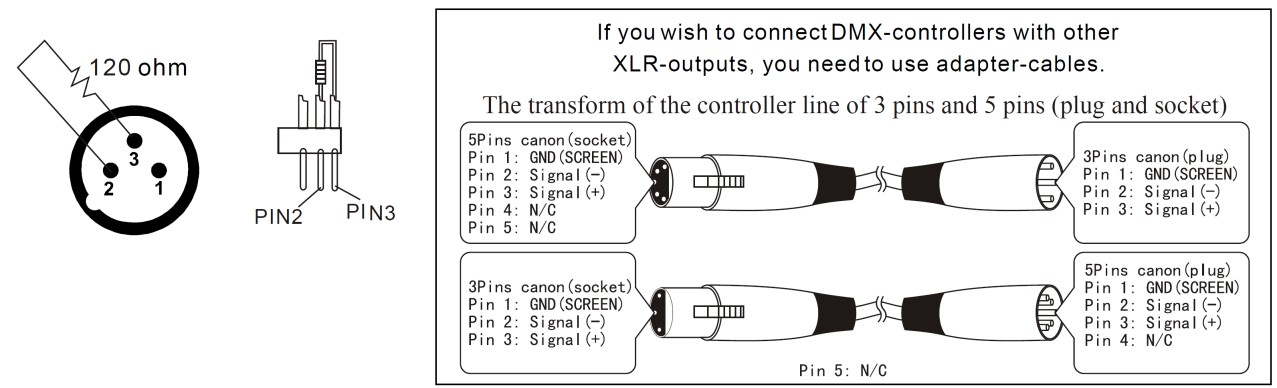 120 ohm
3
2
1
PIN2
PIN3
If you wish to connect DMX-controllers with other
XLR-outputs, you need to use adapter-cables.
The transform of the controller line of 3 pins and 5 pins (plug and socket)
5Pins canon(socket)
Pin 1: GND(SCREEN)
Pin 2: Signal(-)
Pin 3: Signal(+)
Pin 4: N/C
Pin 5: N/C
3Pins canon(plug)
Pin 1: GND(SCREEN)
Pin 2: Signal(-)
Pin 3: Signal(+)
3Pins canon(socket)
Pin 1: GND(SCREEN)
Pin 2: Signal(-)
Pin 3: Signal(+)
5Pins canon(plug)
Pin 1: GND(SCREEN)
Pin 2: Signal(-)
Pin 3: Signal(+)
Pin 4: N/C
Pin 5: N/C